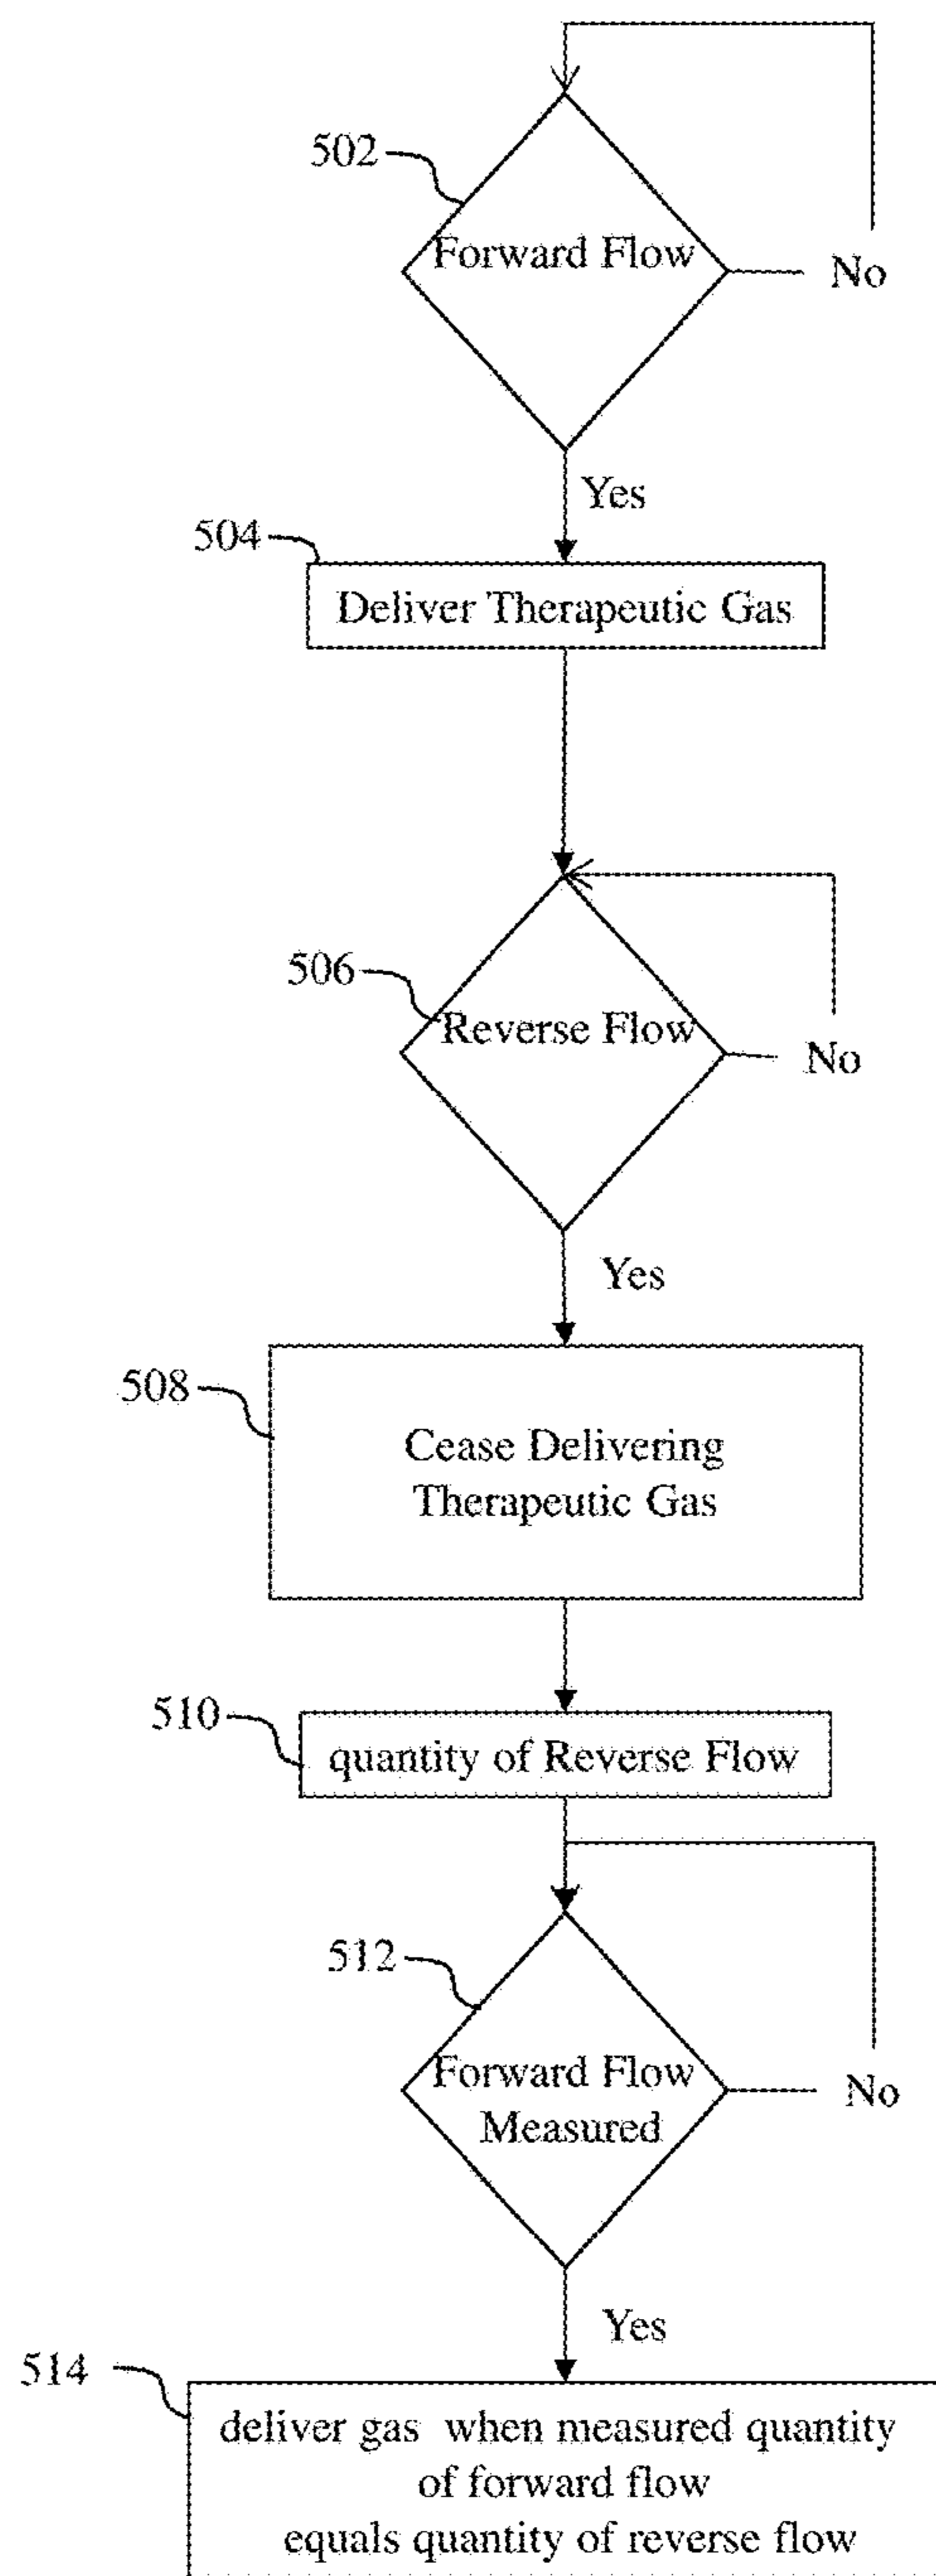 502
Forward Flow
No
Yes
504
Deliver Therapeutic Gas
506
Reverse Flow
No
Yes
508
Cease Delivering
Therapeutic Gas
510
quantity of Reverse Flow
512
Forward Flow
Measured
No
Yes
514
deliver gas when measured quantity
of forward flow
equals quantity of reverse flow